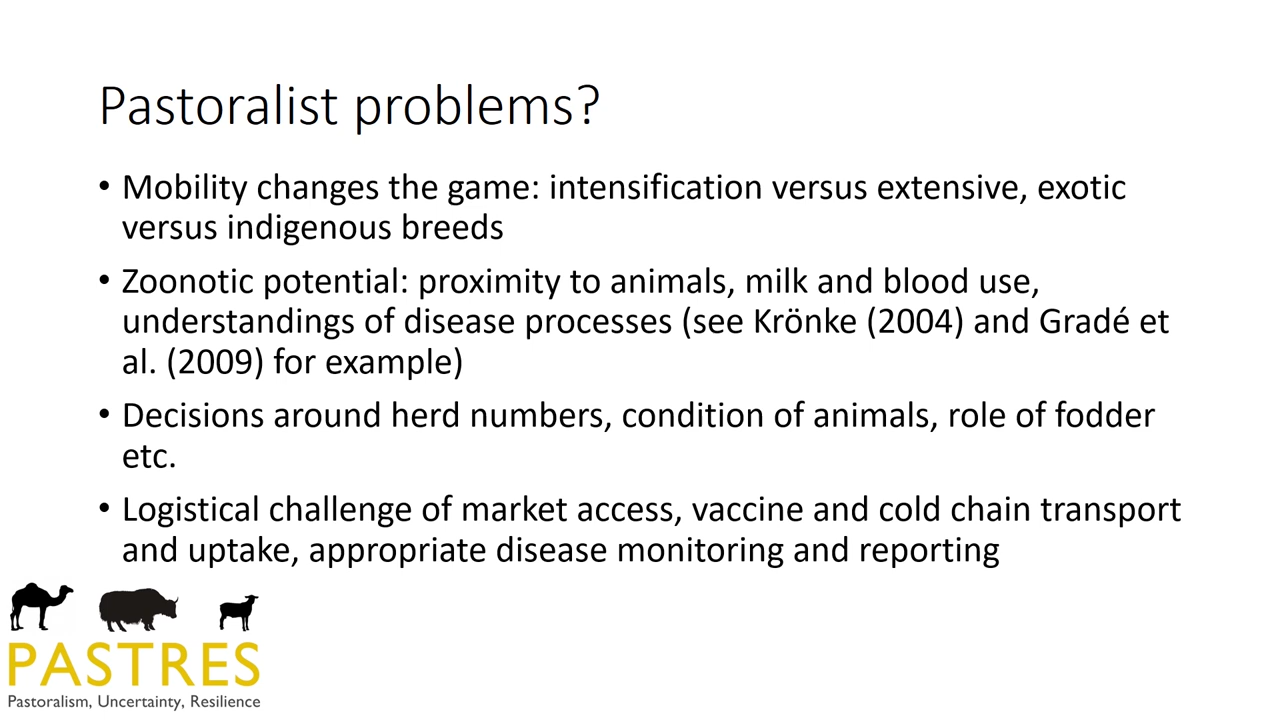 Pastoralist problems?
• Mobility changes the game: intensification versus extensive, exotic
versus indigenous breeds
• Zoonotic potential: proximity to animals, milk and blood use,
understandings of disease processes (see Krönke (2004) and Gradé et
al. (2009) for example)
• Decisions around herd numbers, condition of animals, role of fodder
etc.
• Logistical challenge of market access, vaccine and cold chain transport
and uptake, appropriate disease monitoring and reporting
PASTRES
Pastoralism, Uncertainty, Resilience